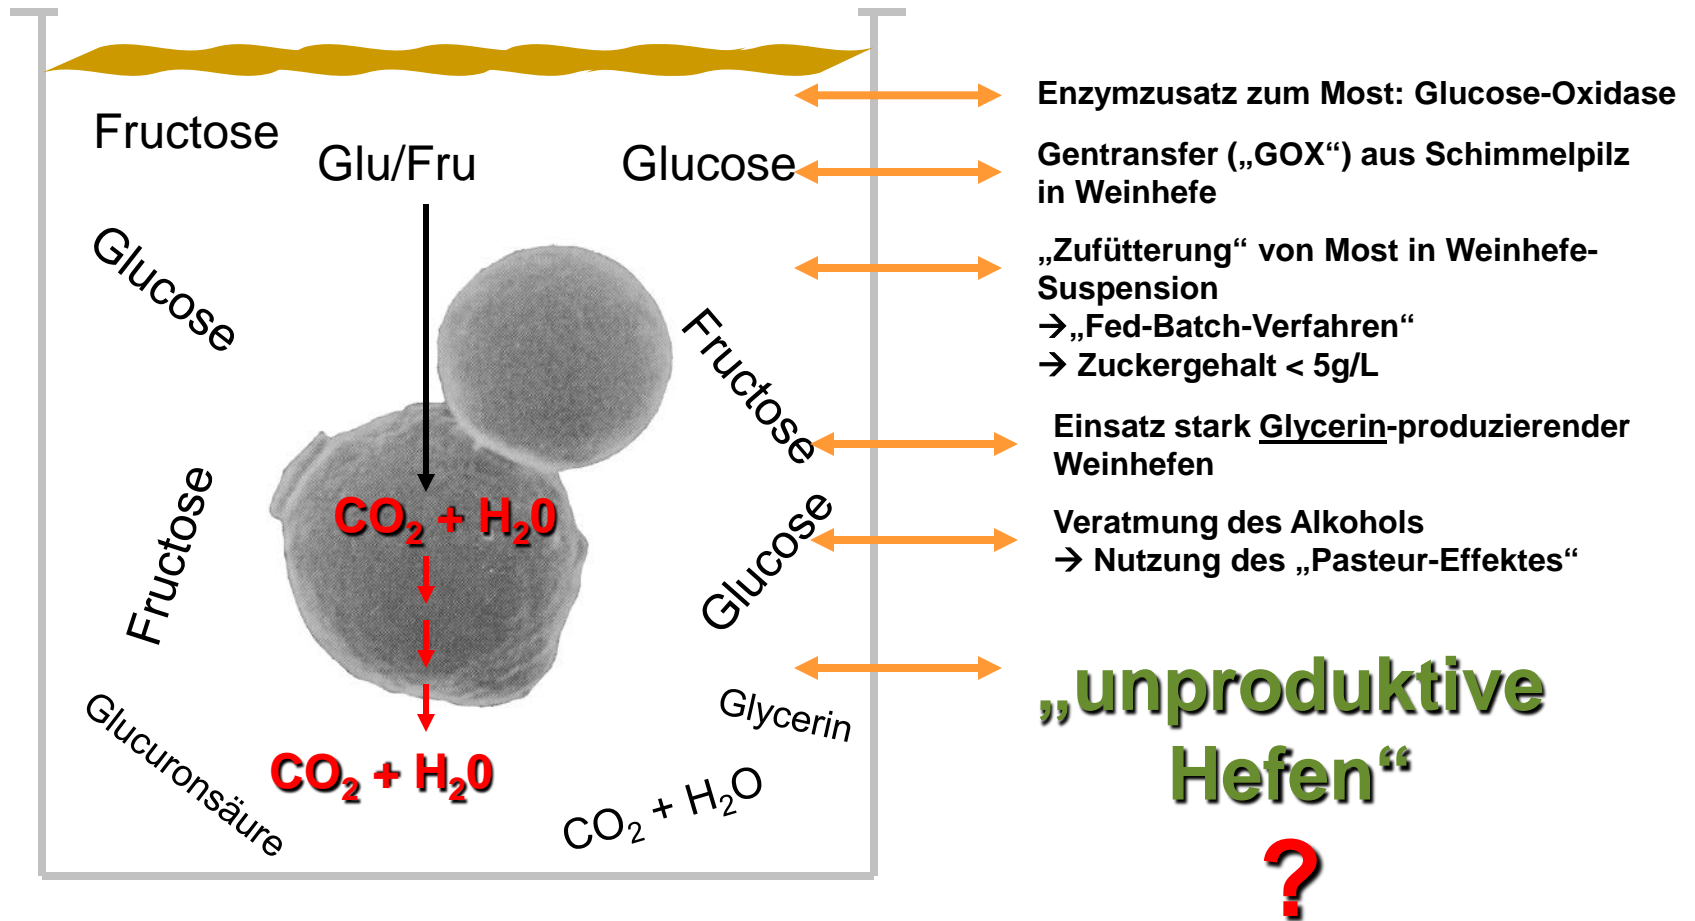 Fructose
Glu/Fru
Glucose
Glucose
Fructose
Fructose
Glucose
CO₂ + H₂0
Glucuronsäure
CO₂ + H₂0
Glycerin
CO₂ + H₂O
Enzymzusatz zum Most: Glucose-Oxidase
Gentransfer („GOX“) aus Schimmelpilz
in Weinhefe
„Zufütterung“ von Most in Weinhefe-
Suspension
→„Fed-Batch-Verfahren“
→ Zuckergehalt < 5g/L
Einsatz stark Glycerin-produzierender
Weinhefen
Veratmung des Alkohols
→ Nutzung des „Pasteur-Effektes“
„unproduktive
Hefen“
?